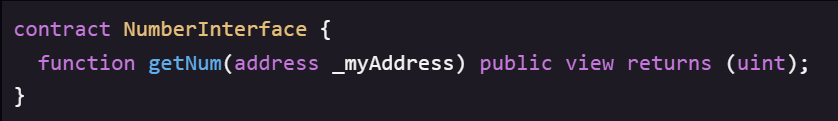 contract NumberInterface {
  function getNum(address _myAddress) public view returns (uint);
}